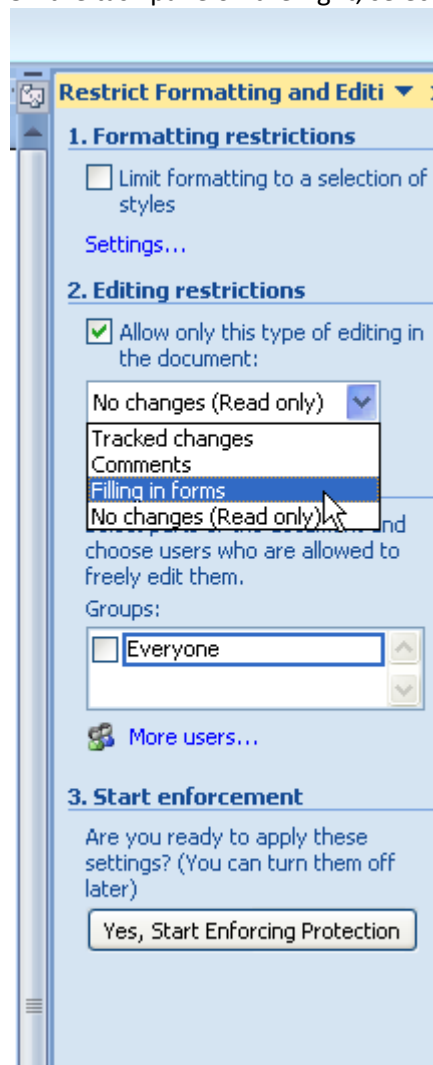 Restrict Formatting and Editi
1. Formatting restrictions
Limit formatting to a selection of
styles
Settings...
2. Editing restrictions
Allow only this type of editing in
the document:
No changes (Read only)
Tracked changes
Comments
Filling in forms
No changes (Read only)
choose users who are allowed to
freely edit them.
Groups:
Everyone
More users...
3. Start enforcement
Are you ready to apply these
settings? (You can turn them off
later)
Yes, Start Enforcing Protection